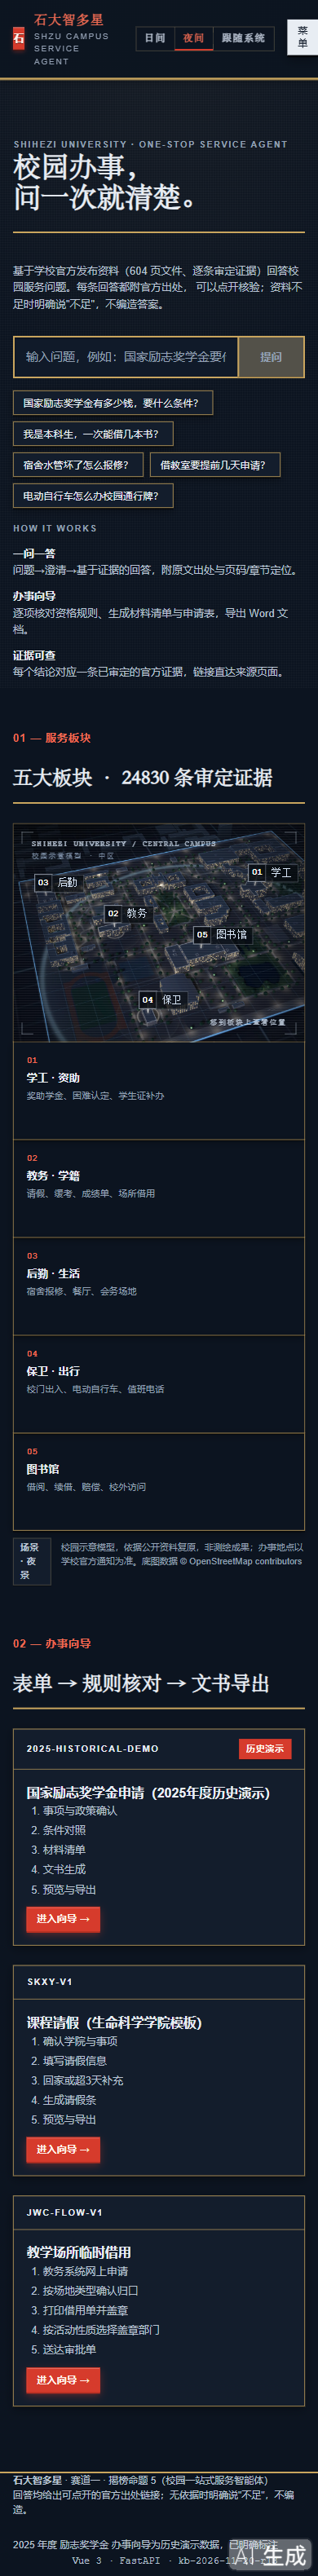 石
石大智多星
SHZU CAMPUS
SERVICE
AGENT
日间
夜间
跟随系统
菜
单
SHIHEZI UNIVERSITY · ONE-STOP SERVICE AGENT
校园办事，
问一次就清楚。
基于学校官方发布资料（604 页文件、逐条审定证据）回答校
园服务问题。每条回答都附官方出处， 可以点开核验；资料不
足时明确说"不足"，不编造答案。
输入问题，例如：国家励志奖学金要什
提问
国家励志奖学金有多少钱，要什么条件？
我是本科生，一次能借几本书？
宿舍水管坏了怎么报修？
借教室要提前几天申请？
电动自行车怎么办校园通行牌？
HOW IT WORKS
一问一答
问题→澄清→基于证据的回答，附原文出处与页码/章节定位。
办事向导
逐项核对资格规则、生成材料清单与申请表，导出 Word 文
档。
证据可查
每个结论对应一条已审定的官方证据，链接直达来源页面。
01 — 服务板块
五大板块 · 24830 条审定证据
SHIHEZI UNIVERSITY / CENTRAL CAMPUS
校园示意模型 · 中区
01 学工
03 后勤
02 教务
05 图书馆
04 保卫
移到板块上查看位置
01
学工 · 资助
奖助学金、困难认定、学生证补办
02
教务 · 学籍
请假、缓考、成绩单、场所借用
03
后勤 · 生活
宿舍报修、餐厅、会务场地
04
保卫 · 出行
校门出入、电动自行车、值班电话
05
图书馆
借阅、续借、赔偿、校外访问
场景
· 夜
景
校园示意模型，依据公开资料复原，非测绘成果；办事地点以
学校官方通知为准。底图数据 © OpenStreetMap contributors
02 — 办事向导
表单 → 规则核对 → 文书导出
2025-HISTORICAL-DEMO
历史演示
国家励志奖学金申请（2025年度历史演示）
1. 事项与政策确认
2. 条件对照
3. 材料清单
4. 文书生成
5. 预览与导出
进入向导 →
SKXY-V1
课程请假（生命科学学院模板）
1. 确认学院与事项
2. 填写请假信息
3. 回家或超3天补充
4. 生成请假条
5. 预览与导出
进入向导 →
JWC-FLOW-V1
教学场所临时借用
1. 教务系统网上申请
2. 按场地类型确认归口
3. 打印借用单并盖章
4. 按活动性质选择盖章部门
5. 送达审批单
进入向导 →
石大智多星 · 赛道一 · 揭榜命题 5（校园一站式服务智能体）
回答均给出可点开的官方出处链接；无依据时明确说"不足"，不编
造。
2025 年度 励志奖学金 办事向导为历史演示数据，已明确标注
Vue 3 · FastAPI · kb-2026-11-
AI 生成